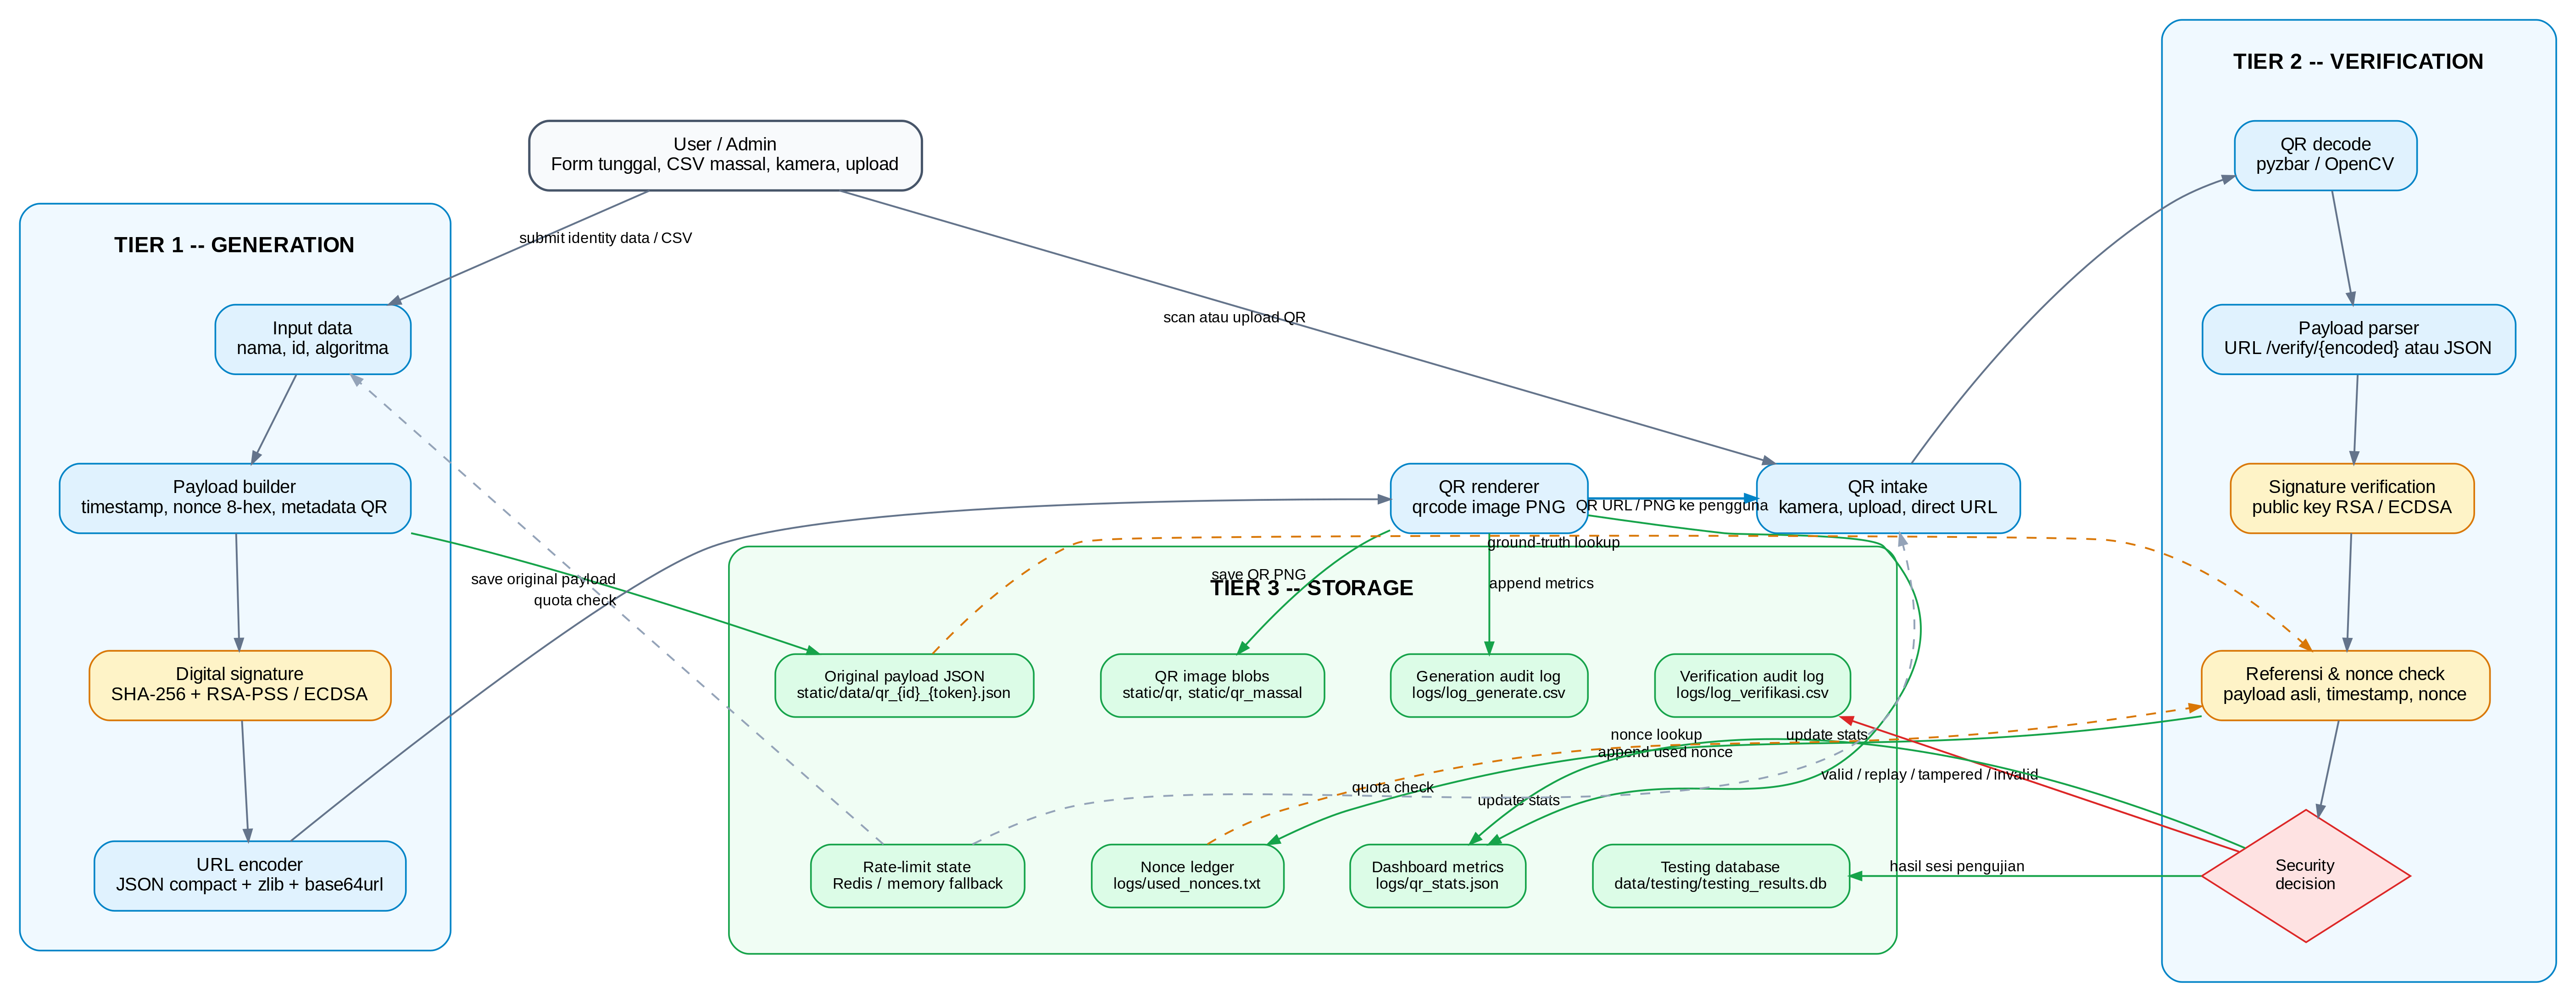 User / Admin
Form tunggal, CSV massal, kamera, upload
submit identity data / CSV
scan atau upload QR
TIER 1 -- GENERATION
Input data
nama, id, algoritma
Payload builder
timestamp, nonce 8-hex, metadata QR
Digital signature
SHA-256 + RSA-PSS / ECDSA
URL encoder
JSON compact + zlib + base64url
save original payload
quota check
QR renderer
qrcode image PNG
QR URL / PNG ke pengguna
QR intake
kamera, upload, direct URL
ground-truth lookup
save QR PNG
append metrics
TIER 3 -- STORAGE
Original payload JSON
static/data/qr_{id}_{token}.json
QR image blobs
static/qr, static/qr_massal
Generation audit log
logs/log_generate.csv
Verification audit log
logs/log_verifikasi.csv
nonce lookup
append used nonce
update stats
valid / replay / tampered / invalid
quota check
update stats
Rate-limit state
Redis / memory fallback
Nonce ledger
logs/used_nonces.txt
Dashboard metrics
logs/qr_stats.json
Testing database
data/testing/testing_results.db
hasil sesi pengujian
TIER 2 -- VERIFICATION
QR decode
pyzbar / OpenCV
Payload parser
URL /verify/{encoded} atau JSON
Signature verification
public key RSA / ECDSA
Referensi & nonce check
payload asli, timestamp, nonce
Security
decision